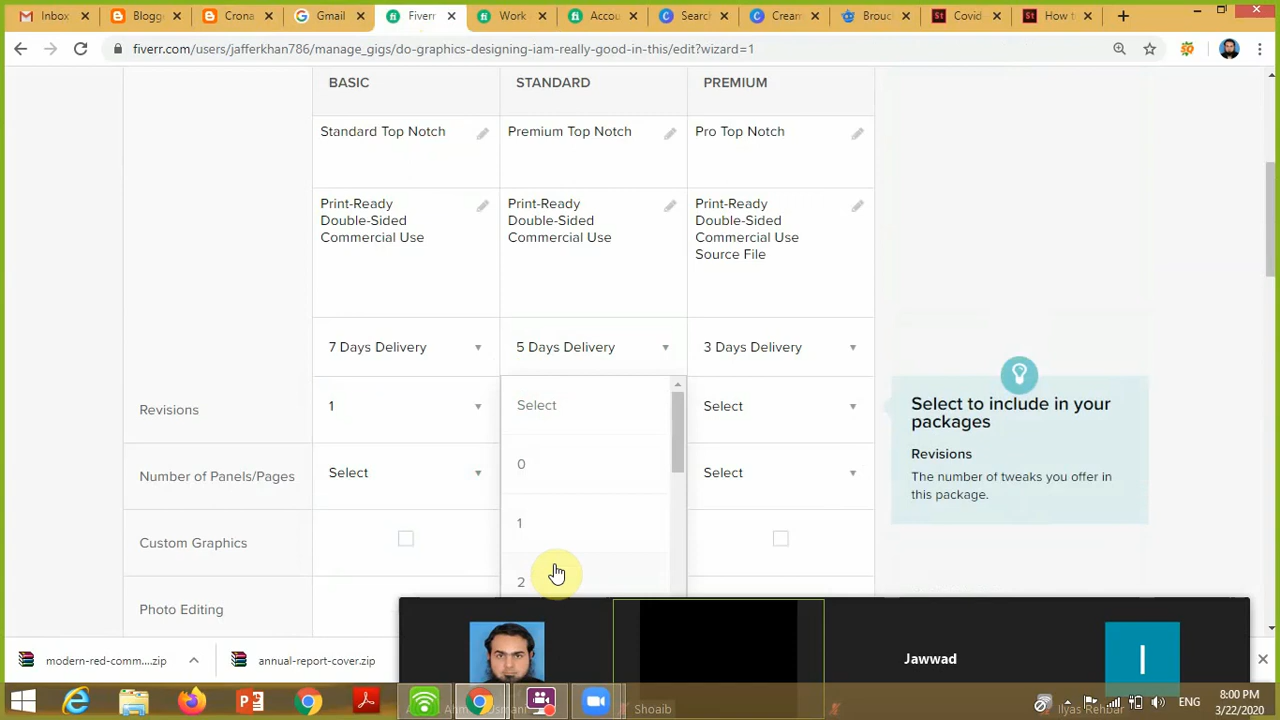 Inbox
Blogg
Crona
Gmail
Fiverr
Work
Accou
Search
Cream
Brouc
Covid
How t
fiverr.com/users/jafferkhan786/manage_gigs/do-graphics-designing-iam-really-good-in-this/edit?wizard=1
BASIC STANDARD PREMIUM
Standard Top Notch
Premium Top Notch
Pro Top Notch
Print-Ready
Double-Sided
Commercial Use
Print-Ready
Double-Sided
Commercial Use
Print-Ready
Double-Sided
Commercial Use
Source File
7 Days Delivery
5 Days Delivery
3 Days Delivery
Revisions
1
Select
Select
0
1
2
Number of Panels/Pages
Select
Select
Custom Graphics
Photo Editing
Select to include in your
packages
Revisions
The number of tweaks you offer in
this package.
modern-red-comm....zip
annual-report-cover.zip
Jawwad
I
Shoaib
Ilyas Rehbar
ENG
8:00 PM
3/22/2020